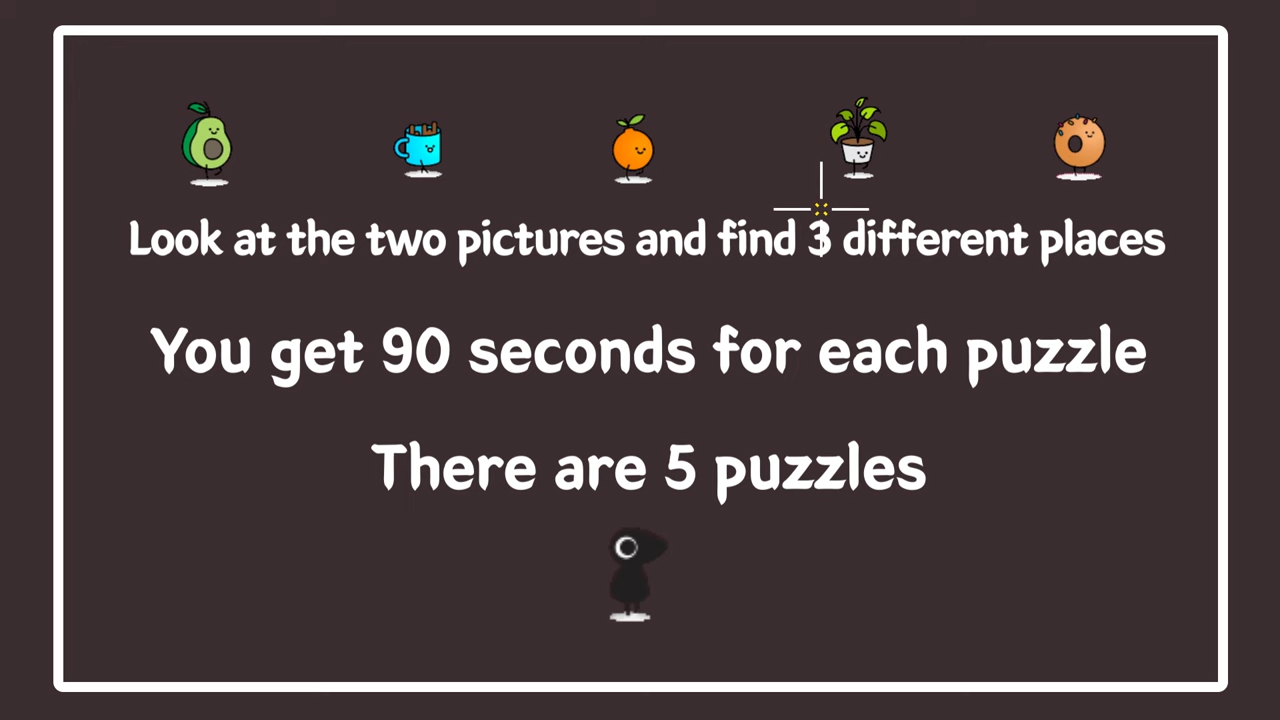 Look at the two pictures and find 3 different places
You get 90 seconds for each puzzle
There are 5 puzzles